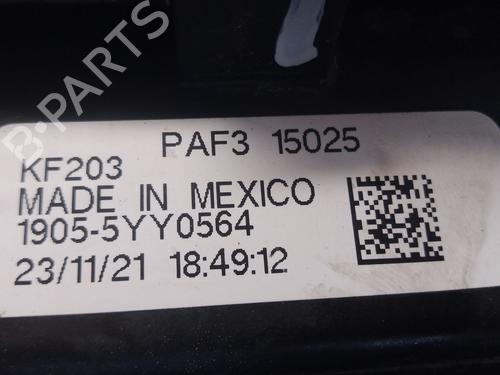 B-PARTS
PAF3 15025
KF203
MADE IN MEXICO
1905-5YY0564
23/11/21 18:49:12